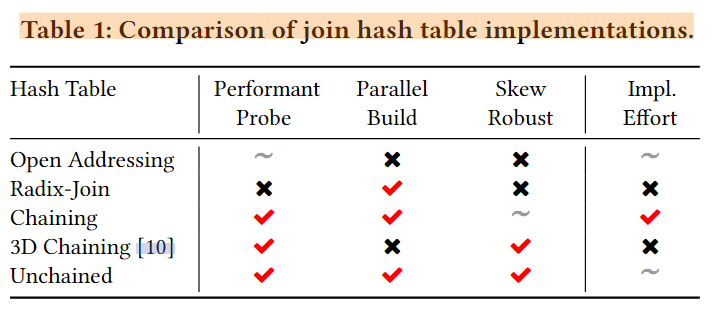 Table 1: Comparison of join hash table implementations.
Hash Table Performant Probe Parallel Build Skew Robust Impl. Effort
Open Addressing ~ ✖ ✖ ~
Radix-Join ✖ ✔ ✖ ✖
Chaining ✔ ✔ ~ ✔
3D Chaining [10] ✔ ✖ ✔ ✖
Unchained ✔ ✔ ✔ ~